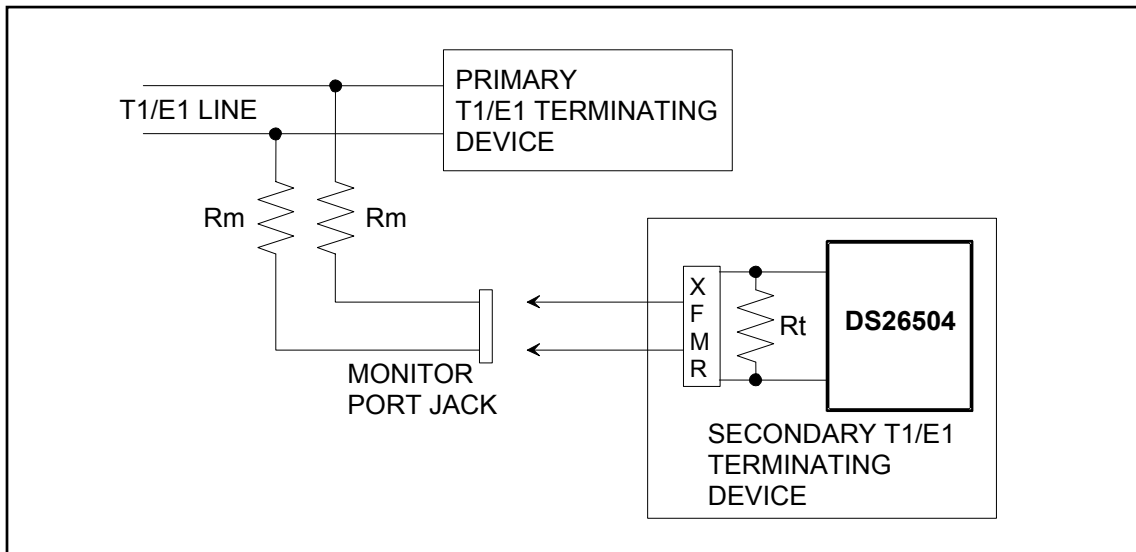 PRIMARY
T1/E1 TERMINATING
DEVICE
T1/E1 LINE
Rm
Rm
MONITOR
PORT JACK
X
F
M
R
Rt
DS26504
SECONDARY T1/E1
TERMINATING
DEVICE